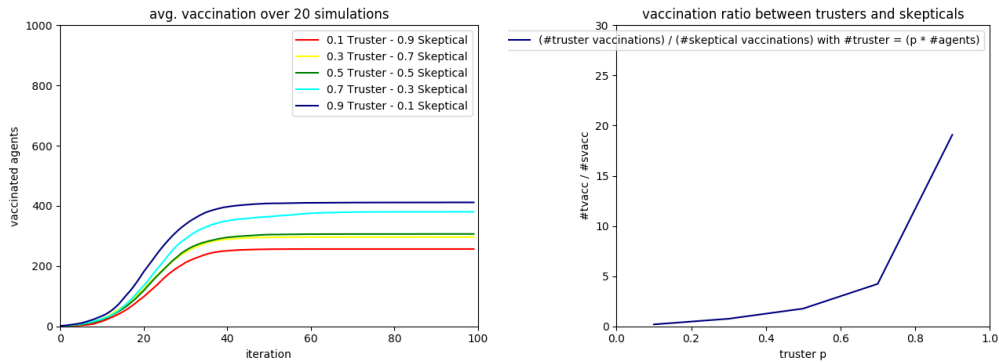 avg. vaccination over 20 simulations
1000
800
600
400
200
0
vaccinated agents
0.1 Truster - 0.9 Skeptical
0.3 Truster - 0.7 Skeptical
0.5 Truster - 0.5 Skeptical
0.7 Truster - 0.3 Skeptical
0.9 Truster - 0.1 Skeptical
0 20 40 60 80 100
iteration
vaccination ratio between trusters and skepticals
30
25
20
15
10
5
0
#tvacc / #svacc
(#truster vaccinations) / (#skeptical vaccinations) with #truster = (p * #agents)
0.0 0.2 0.4 0.6 0.8 1.0
truster p